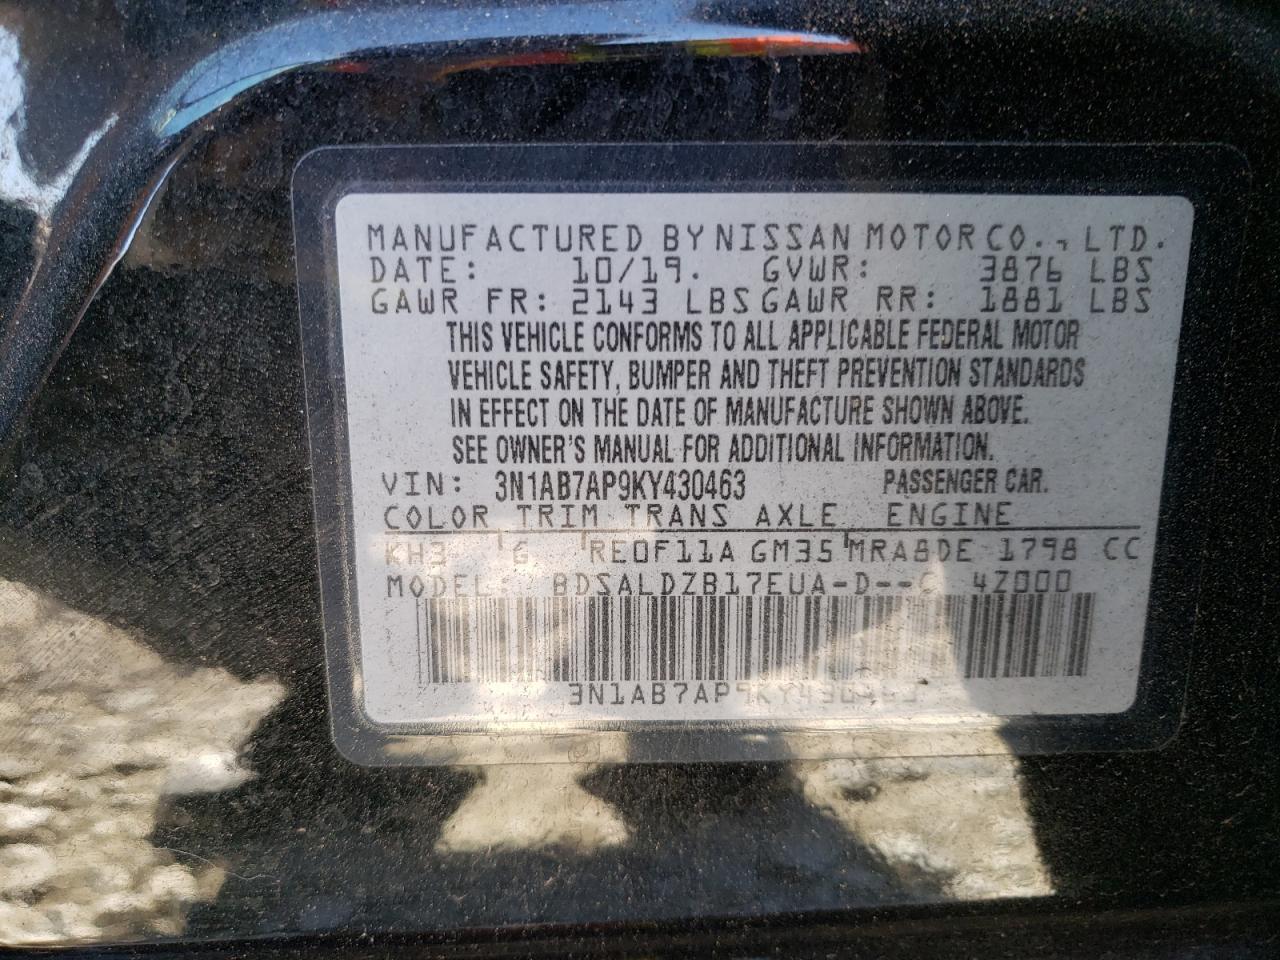 MANUFACTURED BY NISSAN MOTOR CO., LTD.
DATE: 10/19. GVWR: 3876 LBS
GAWR FR: 2143 LBS GAWR RR: 1881 LBS
THIS VEHICLE CONFORMS TO ALL APPLICABLE FEDERAL MOTOR
VEHICLE SAFETY, BUMPER AND THEFT PREVENTION STANDARDS
IN EFFECT ON THE DATE OF MANUFACTURE SHOWN ABOVE.
SEE OWNER'S MANUAL FOR ADDITIONAL INFORMATION.
VIN: 3N1AB7AP9KY430463 PASSENGER CAR.
COLOR TRIM TRANS AXLE ENGINE
KH3 G RE0F11A GM35 MRA8DE 1798 CC
MODEL: BDSALDZB17EUA-D--C 4Z000
3N1AB7AP9KY430463